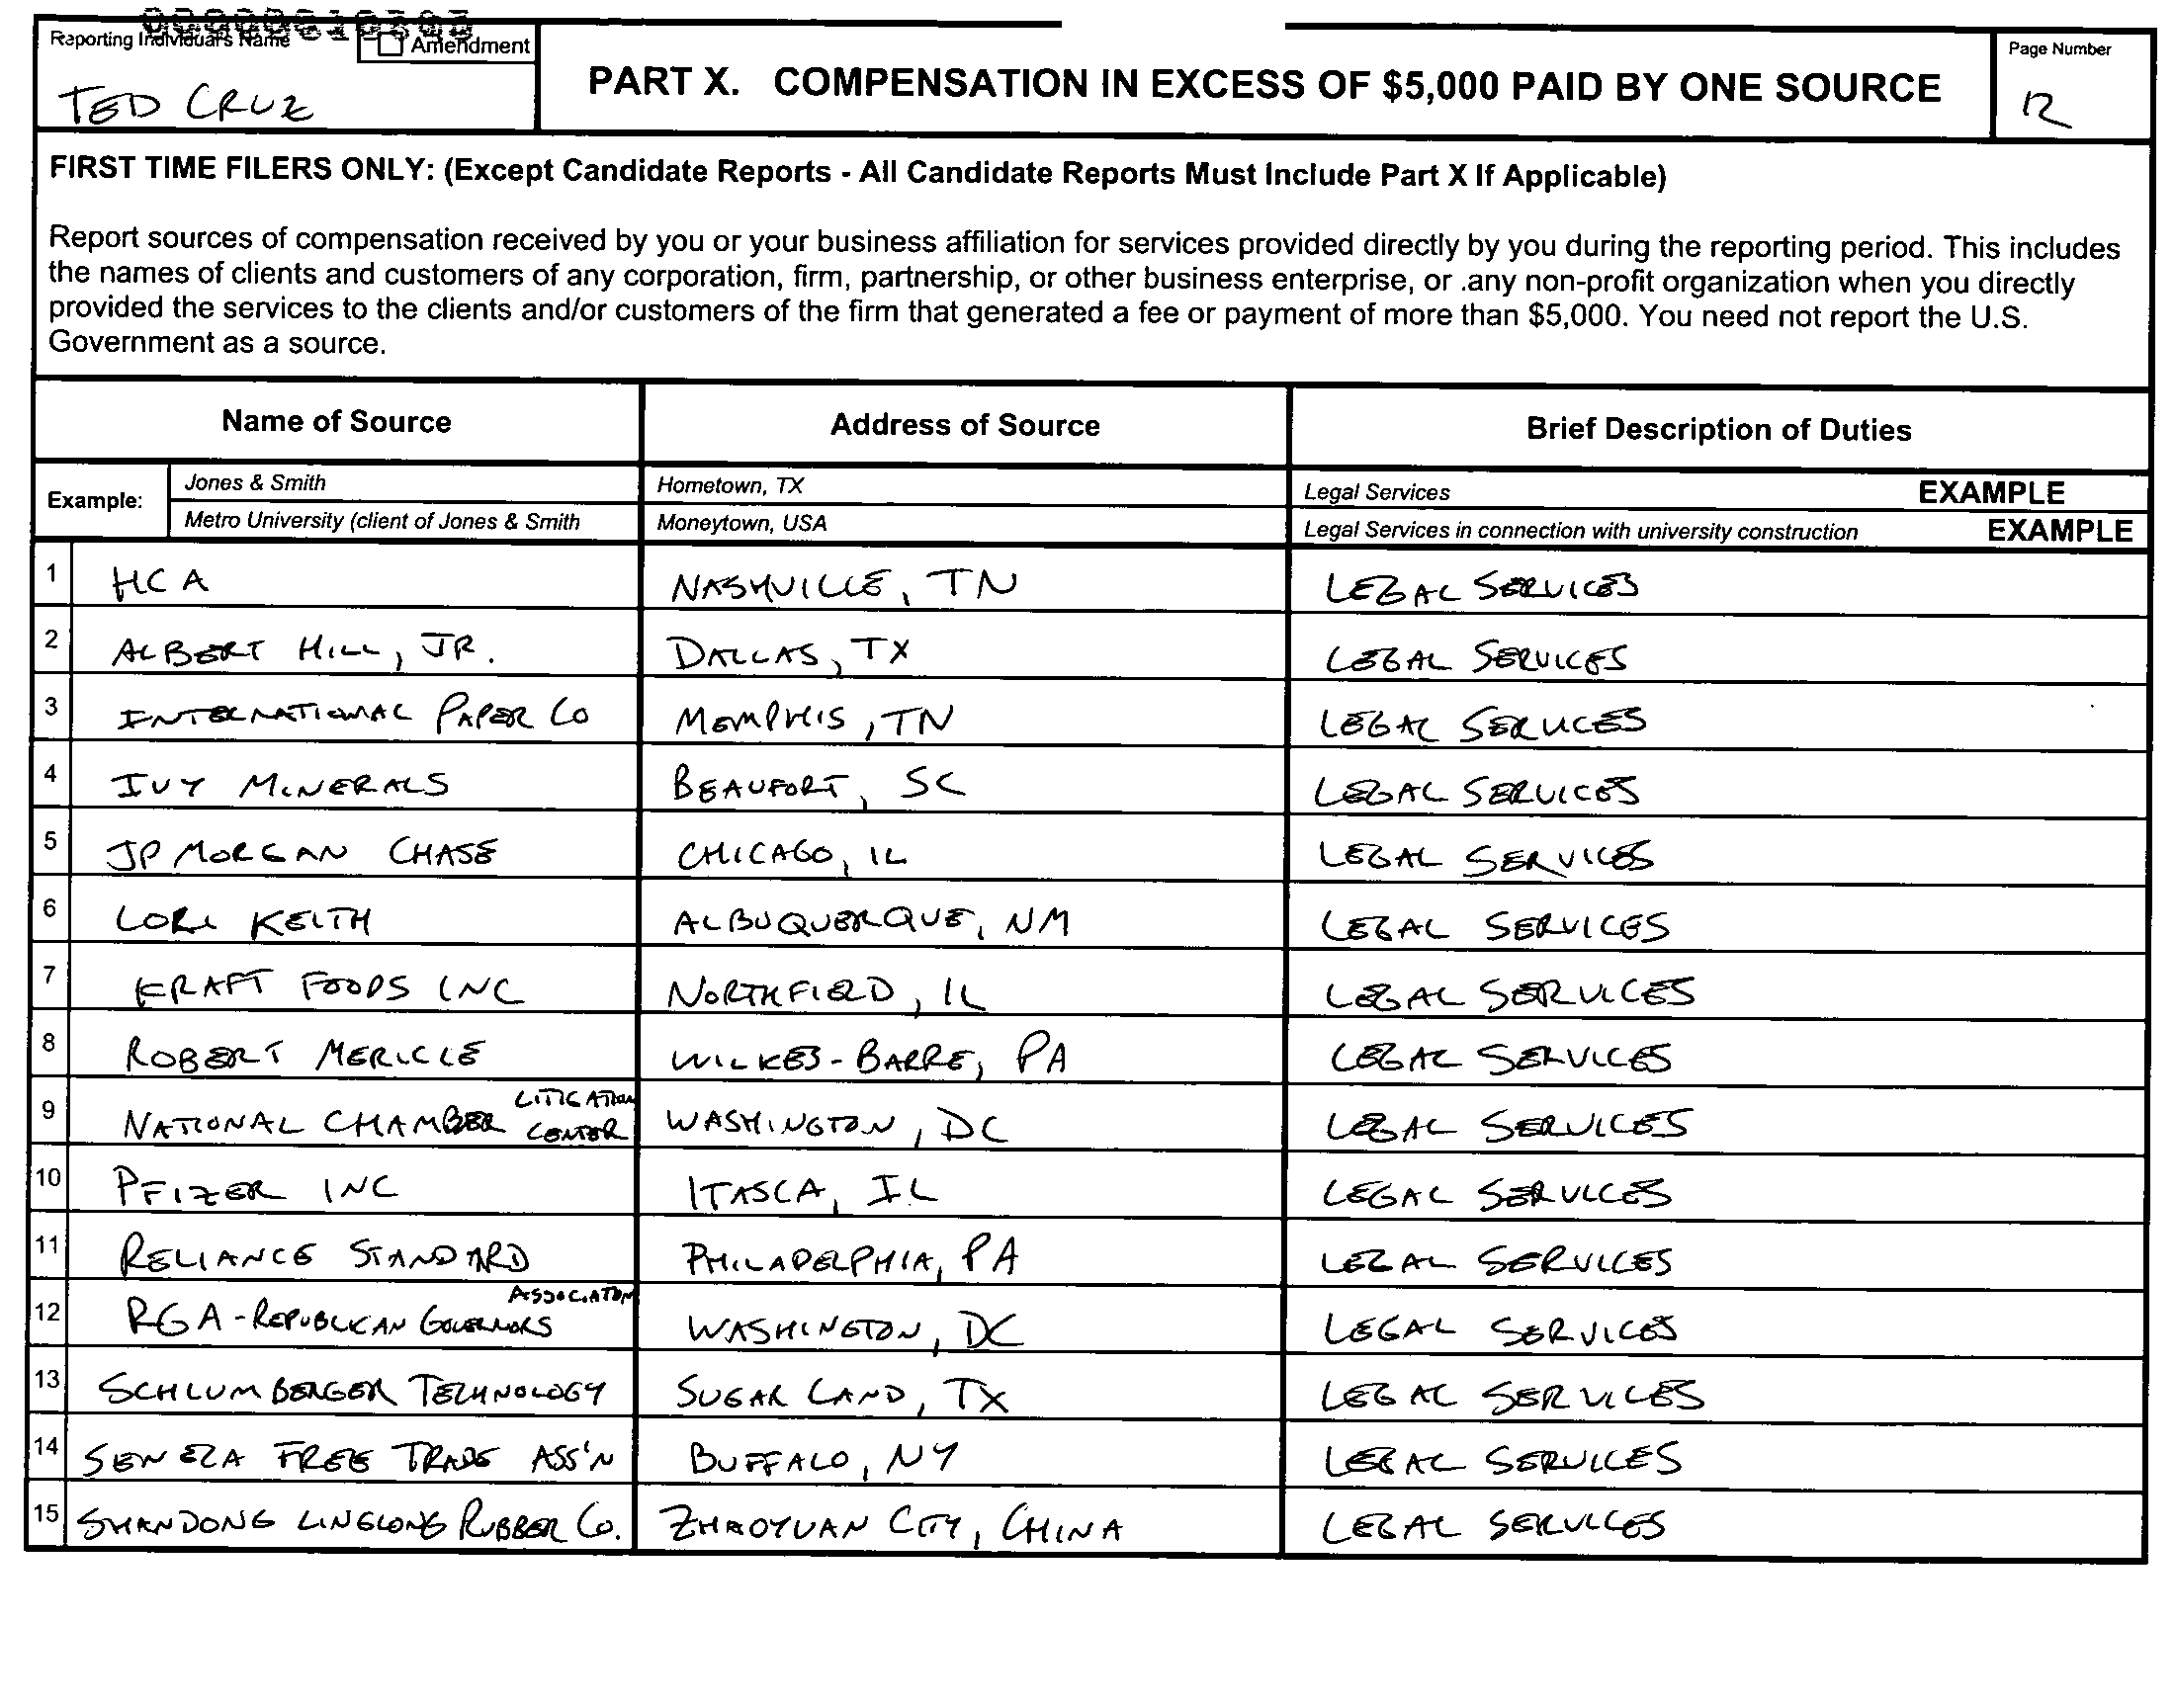 Reporting Individual's Name
Amendment
TED CRUZ
PART X. COMPENSATION IN EXCESS OF $5,000 PAID BY ONE SOURCE
Page Number
12
FIRST TIME FILERS ONLY: (Except Candidate Reports - All Candidate Reports Must Include Part X If Applicable)
Report sources of compensation received by you or your business affiliation for services provided directly by you during the reporting period. This includes
the names of clients and customers of any corporation, firm, partnership, or other business enterprise, or .any non-profit organization when you directly
provided the services to the clients and/or customers of the firm that generated a fee or payment of more than $5,000. You need not report the U.S.
Government as a source.
Name of Source Address of Source Brief Description of Duties
Example:
Jones & Smith Hometown, TX Legal Services EXAMPLE
Metro University (client of Jones & Smith Moneytown, USA Legal Services in connection with university construction EXAMPLE
1 HCA NASHVILLE, TN LEGAL SERVICES
2 ALBERT HILL, JR. DALLAS, TX LEGAL SERVICES
3 INTERNATIONAL PAPER CO MEMPHIS, TN LEGAL SERVICES
4 IVY MINERALS BEAUFORT, SC LEGAL SERVICES
5 JP MORGAN CHASE CHICAGO, IL LEGAL SERVICES
6 LORI KEITH ALBUQUERQUE, NM LEGAL SERVICES
7 KRAFT FOODS INC NORTHFIELD, IL LEGAL SERVICES
8 ROBERT MERICLE WILKES-BARRE, PA LEGAL SERVICES
9 NATIONAL CHAMBER LITIGATION CENTER WASHINGTON, DC LEGAL SERVICES
10 PFIZER INC ITASCA, IL LEGAL SERVICES
11 RELIANCE STANDARD PHILADELPHIA, PA LEGAL SERVICES
12 RGA - REPUBLICAN GOVERNORS ASSOCIATION WASHINGTON, DC LEGAL SERVICES
13 SCHLUMBERGER TECHNOLOGY SUGAR LAND, TX LEGAL SERVICES
14 SENECA FREE TRADE ASS'N BUFFALO, NY LEGAL SERVICES
15 SHANDONG LINGLONG RUBBER CO. ZHAOYUAN CITY, CHINA LEGAL SERVICES